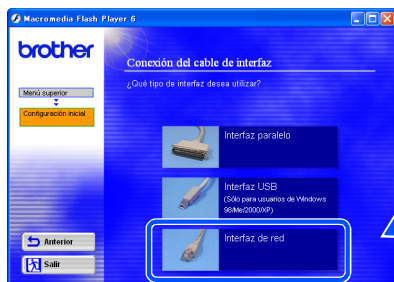 Macromedia Flash Player 6
brother
Conexión del cable de interfaz
¿Qué tipo de interfaz desea utilizar?
Menú superior
Configuración inicial
Interfaz paralelo
Interfaz USB
(Sólo para usuarios de Windows
98/Me/2000/XP)
Interfaz de red
Anterior
Salir